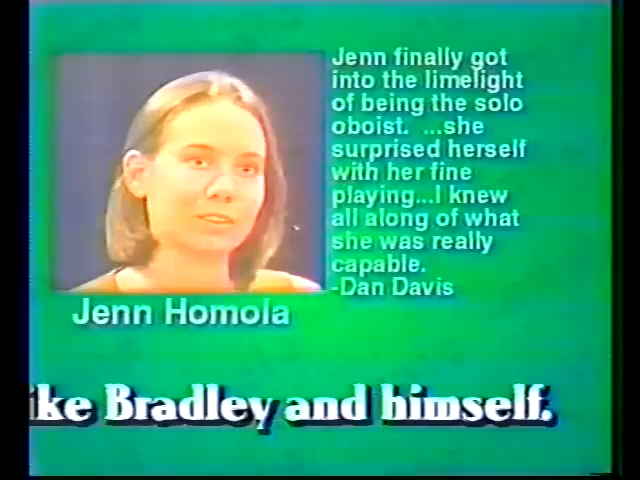 Jenn finally got
into the limelight
of being the solo
oboist. ...she
surprised herself
with her fine
playing...I knew
all along of what
she was really
capable.
-Dan Davis
Jenn Homola
ike Bradley and himself.